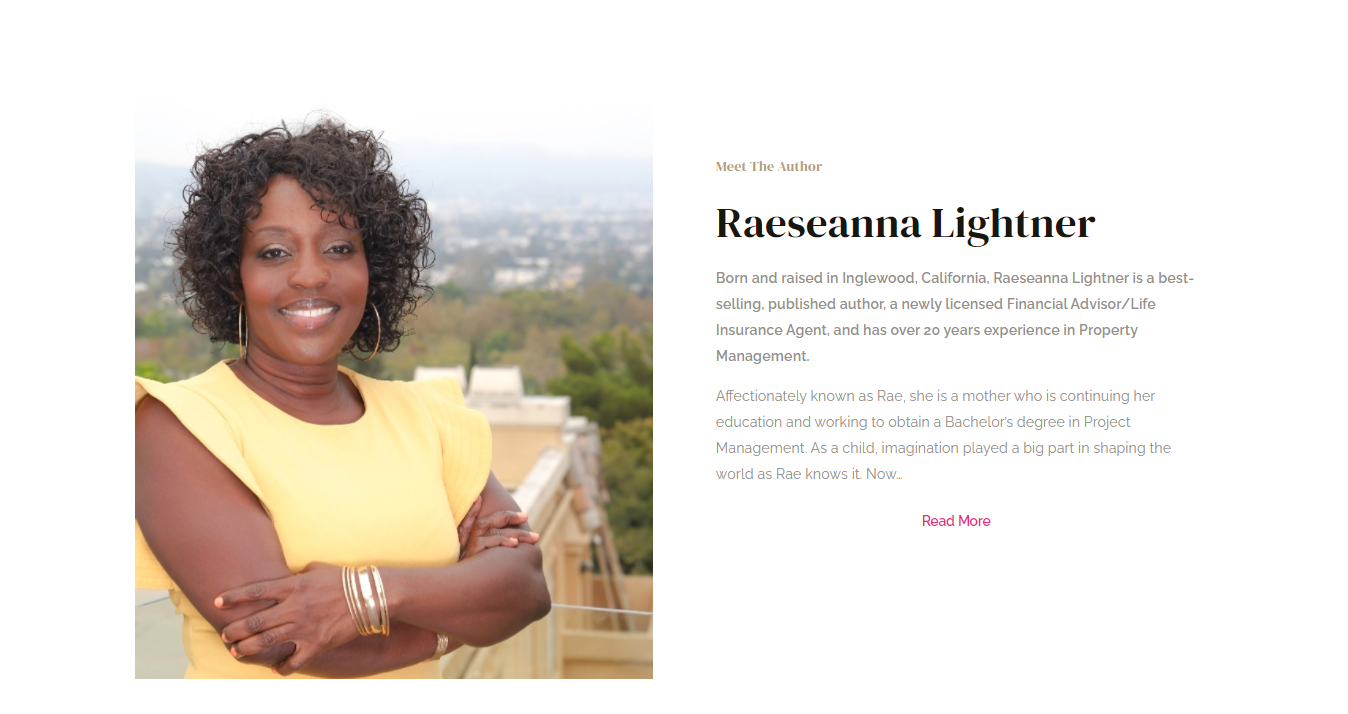 Meet The Author
Raeseanna Lightner
Born and raised in Inglewood, California, Raeseanna Lightner is a best-
selling, published author, a newly licensed Financial Advisor/Life
Insurance Agent, and has over 20 years experience in Property
Management.
Affectionately known as Rae, she is a mother who is continuing her
education and working to obtain a Bachelor's degree in Project
Management. As a child, imagination played a big part in shaping the
world as Rae knows it. Now…
Read More